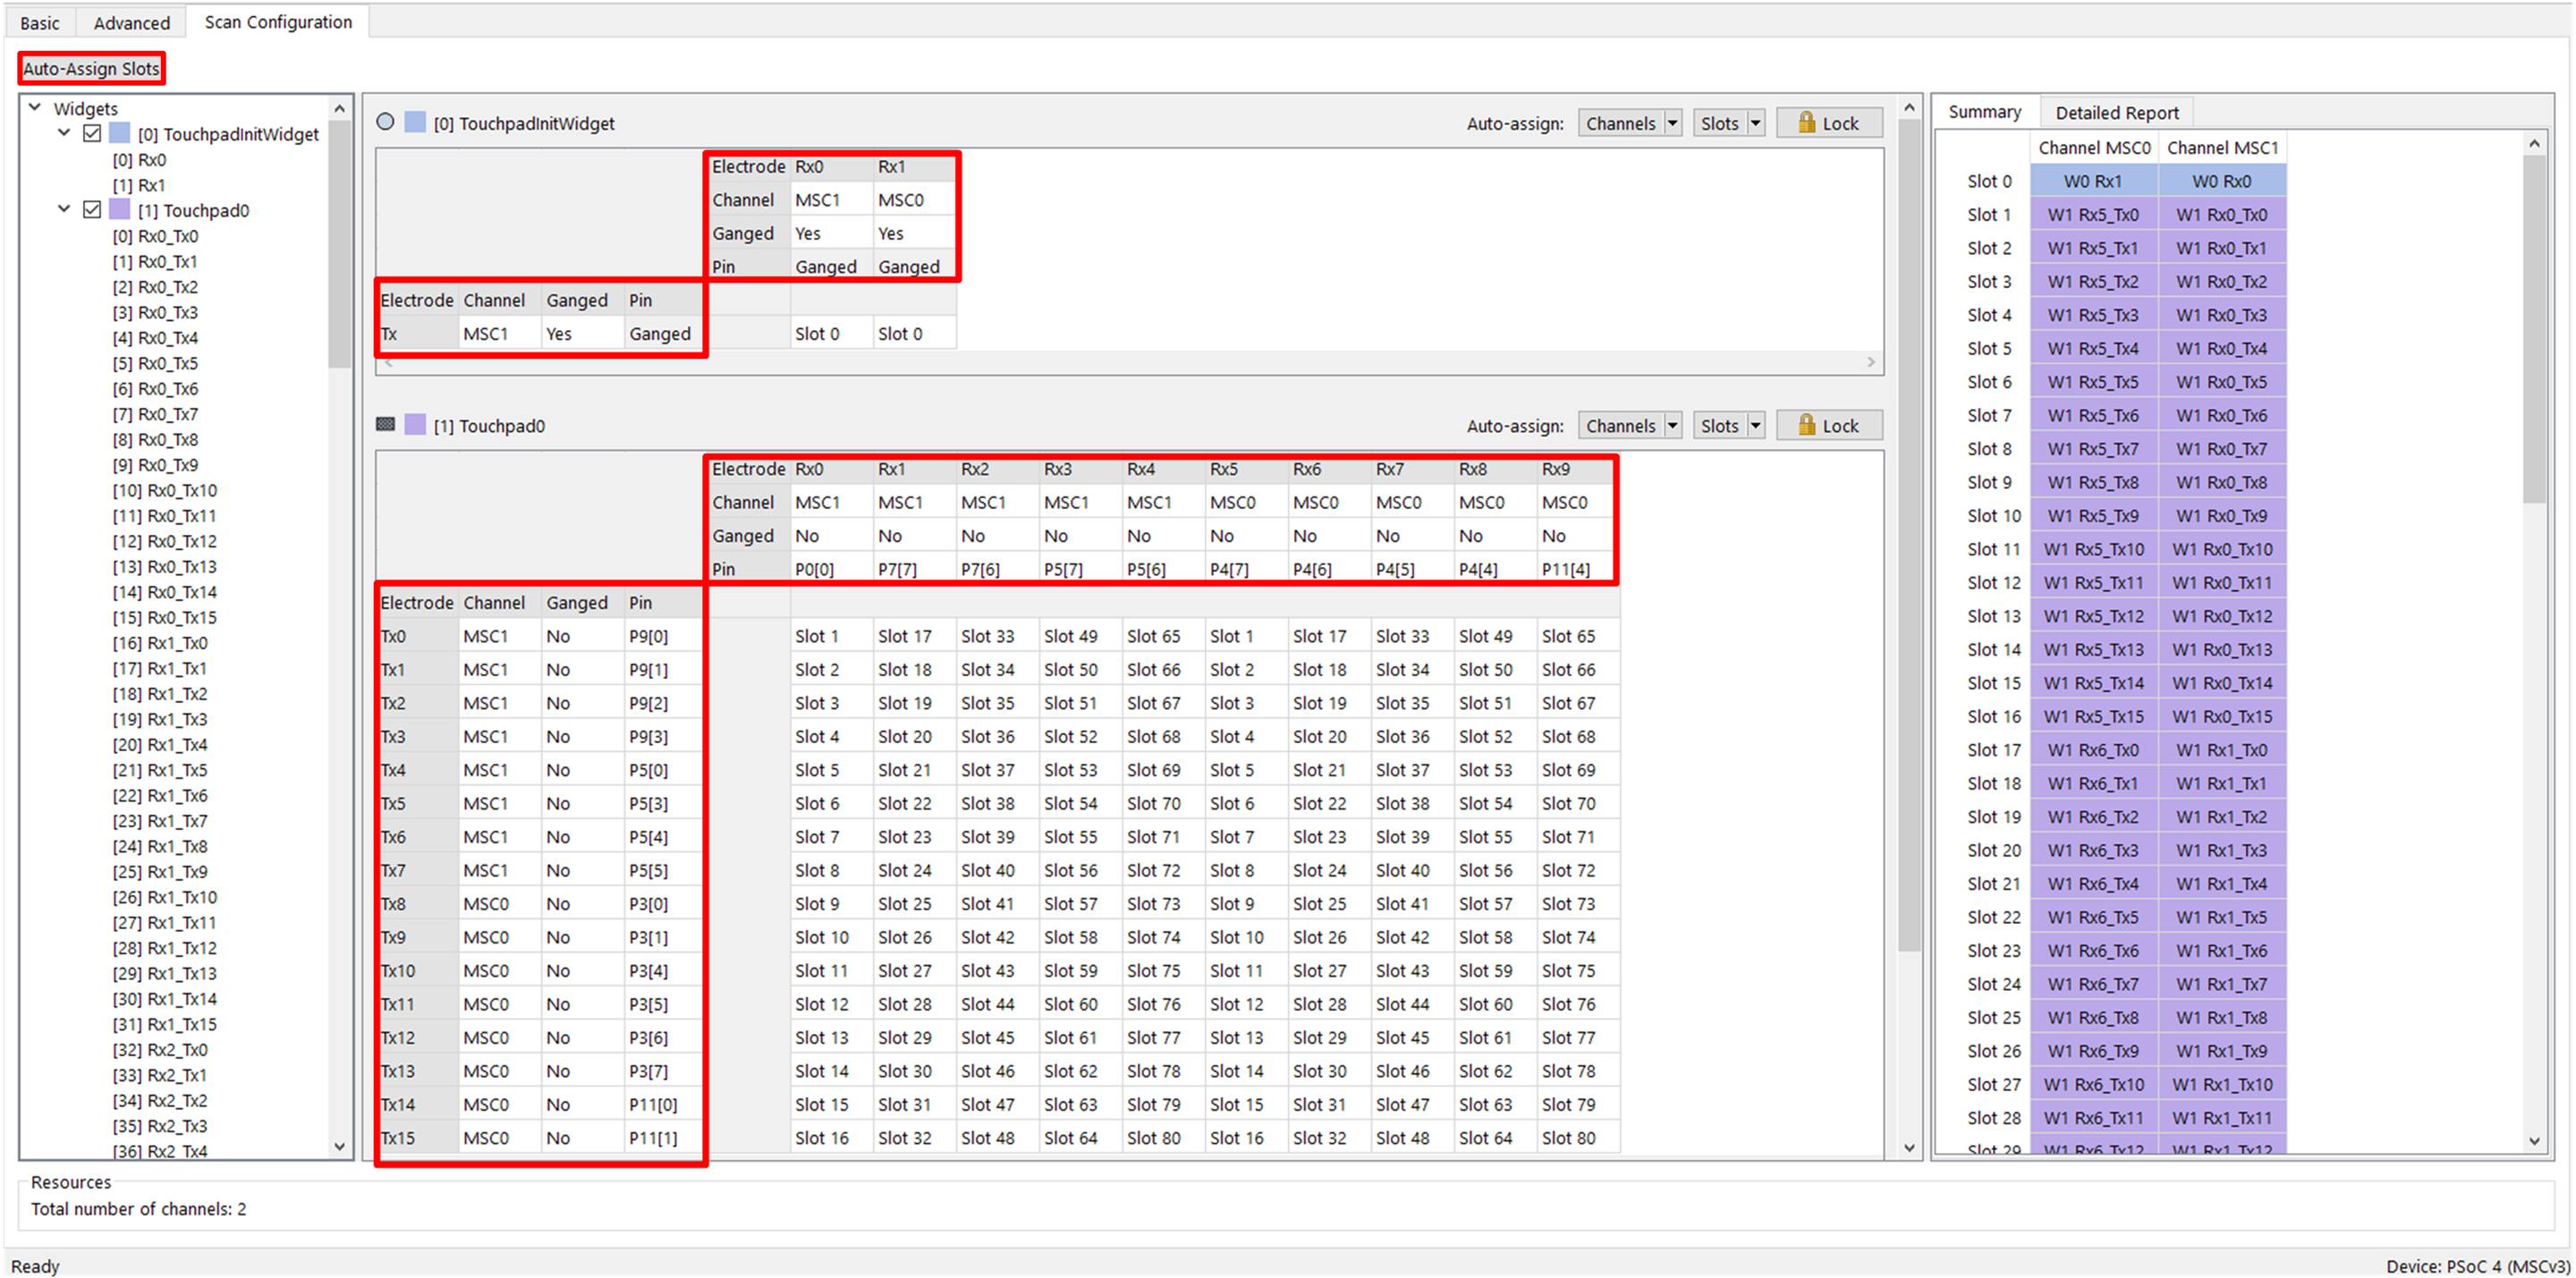 Basic Advanced Scan Configuration
Auto-Assign Slots
Widgets
[0] TouchpadInitWidget
[0] Rx0
[1] Rx1
[1] Touchpad0
[0] Rx0_Tx0
[1] Rx0_Tx1
[2] Rx0_Tx2
[3] Rx0_Tx3
[4] Rx0_Tx4
[5] Rx0_Tx5
[6] Rx0_Tx6
[7] Rx0_Tx7
[8] Rx0_Tx8
[9] Rx0_Tx9
[10] Rx0_Tx10
[11] Rx0_Tx11
[12] Rx0_Tx12
[13] Rx0_Tx13
[14] Rx0_Tx14
[15] Rx0_Tx15
[16] Rx1_Tx0
[17] Rx1_Tx1
[18] Rx1_Tx2
[19] Rx1_Tx3
[20] Rx1_Tx4
[21] Rx1_Tx5
[22] Rx1_Tx6
[23] Rx1_Tx7
[24] Rx1_Tx8
[25] Rx1_Tx9
[26] Rx1_Tx10
[27] Rx1_Tx11
[28] Rx1_Tx12
[29] Rx1_Tx13
[30] Rx1_Tx14
[31] Rx1_Tx15
[32] Rx2_Tx0
[33] Rx2_Tx1
[34] Rx2_Tx2
[35] Rx2_Tx3
[36] Rx2_Tx4
[0] TouchpadInitWidget Auto-assign: Channels Slots Lock
Electrode Rx0 Rx1
Channel MSC1 MSC0
Ganged Yes Yes
Pin Ganged Ganged
Electrode Channel Ganged Pin
Tx MSC1 Yes Ganged Slot 0 Slot 0
[1] Touchpad0 Auto-assign: Channels Slots Lock
Electrode Rx0 Rx1 Rx2 Rx3 Rx4 Rx5 Rx6 Rx7 Rx8 Rx9
Channel MSC1 MSC1 MSC1 MSC1 MSC1 MSC0 MSC0 MSC0 MSC0 MSC0
Ganged No No No No No No No No No No
Pin P0[0] P7[7] P7[6] P5[7] P5[6] P4[7] P4[6] P4[5] P4[4] P11[4]
Electrode Channel Ganged Pin
Tx0 MSC1 No P9[0] Slot 1 Slot 17 Slot 33 Slot 49 Slot 65 Slot 1 Slot 17 Slot 33 Slot 49 Slot 65
Tx1 MSC1 No P9[1] Slot 2 Slot 18 Slot 34 Slot 50 Slot 66 Slot 2 Slot 18 Slot 34 Slot 50 Slot 66
Tx2 MSC1 No P9[2] Slot 3 Slot 19 Slot 35 Slot 51 Slot 67 Slot 3 Slot 19 Slot 35 Slot 51 Slot 67
Tx3 MSC1 No P9[3] Slot 4 Slot 20 Slot 36 Slot 52 Slot 68 Slot 4 Slot 20 Slot 36 Slot 52 Slot 68
Tx4 MSC1 No P5[0] Slot 5 Slot 21 Slot 37 Slot 53 Slot 69 Slot 5 Slot 21 Slot 37 Slot 53 Slot 69
Tx5 MSC1 No P5[3] Slot 6 Slot 22 Slot 38 Slot 54 Slot 70 Slot 6 Slot 22 Slot 38 Slot 54 Slot 70
Tx6 MSC1 No P5[4] Slot 7 Slot 23 Slot 39 Slot 55 Slot 71 Slot 7 Slot 23 Slot 39 Slot 55 Slot 71
Tx7 MSC1 No P5[5] Slot 8 Slot 24 Slot 40 Slot 56 Slot 72 Slot 8 Slot 24 Slot 40 Slot 56 Slot 72
Tx8 MSC0 No P3[0] Slot 9 Slot 25 Slot 41 Slot 57 Slot 73 Slot 9 Slot 25 Slot 41 Slot 57 Slot 73
Tx9 MSC0 No P3[1] Slot 10 Slot 26 Slot 42 Slot 58 Slot 74 Slot 10 Slot 26 Slot 42 Slot 58 Slot 74
Tx10 MSC0 No P3[4] Slot 11 Slot 27 Slot 43 Slot 59 Slot 75 Slot 11 Slot 27 Slot 43 Slot 59 Slot 75
Tx11 MSC0 No P3[5] Slot 12 Slot 28 Slot 44 Slot 60 Slot 76 Slot 12 Slot 28 Slot 44 Slot 60 Slot 76
Tx12 MSC0 No P3[6] Slot 13 Slot 29 Slot 45 Slot 61 Slot 77 Slot 13 Slot 29 Slot 45 Slot 61 Slot 77
Tx13 MSC0 No P3[7] Slot 14 Slot 30 Slot 46 Slot 62 Slot 78 Slot 14 Slot 30 Slot 46 Slot 62 Slot 78
Tx14 MSC0 No P11[0] Slot 15 Slot 31 Slot 47 Slot 63 Slot 79 Slot 15 Slot 31 Slot 47 Slot 63 Slot 79
Tx15 MSC0 No P11[1] Slot 16 Slot 32 Slot 48 Slot 64 Slot 80 Slot 16 Slot 32 Slot 48 Slot 64 Slot 80
Summary Detailed Report
Channel MSC0 Channel MSC1
Slot 0 W0 Rx1 W0 Rx0
Slot 1 W1 Rx5_Tx0 W1 Rx0_Tx0
Slot 2 W1 Rx5_Tx1 W1 Rx0_Tx1
Slot 3 W1 Rx5_Tx2 W1 Rx0_Tx2
Slot 4 W1 Rx5_Tx3 W1 Rx0_Tx3
Slot 5 W1 Rx5_Tx4 W1 Rx0_Tx4
Slot 6 W1 Rx5_Tx5 W1 Rx0_Tx5
Slot 7 W1 Rx5_Tx6 W1 Rx0_Tx6
Slot 8 W1 Rx5_Tx7 W1 Rx0_Tx7
Slot 9 W1 Rx5_Tx8 W1 Rx0_Tx8
Slot 10 W1 Rx5_Tx9 W1 Rx0_Tx9
Slot 11 W1 Rx5_Tx10 W1 Rx0_Tx10
Slot 12 W1 Rx5_Tx11 W1 Rx0_Tx11
Slot 13 W1 Rx5_Tx12 W1 Rx0_Tx12
Slot 14 W1 Rx5_Tx13 W1 Rx0_Tx13
Slot 15 W1 Rx5_Tx14 W1 Rx0_Tx14
Slot 16 W1 Rx5_Tx15 W1 Rx0_Tx15
Slot 17 W1 Rx6_Tx0 W1 Rx1_Tx0
Slot 18 W1 Rx6_Tx1 W1 Rx1_Tx1
Slot 19 W1 Rx6_Tx2 W1 Rx1_Tx2
Slot 20 W1 Rx6_Tx3 W1 Rx1_Tx3
Slot 21 W1 Rx6_Tx4 W1 Rx1_Tx4
Slot 22 W1 Rx6_Tx5 W1 Rx1_Tx5
Slot 23 W1 Rx6_Tx6 W1 Rx1_Tx6
Slot 24 W1 Rx6_Tx7 W1 Rx1_Tx7
Slot 25 W1 Rx6_Tx8 W1 Rx1_Tx8
Slot 26 W1 Rx6_Tx9 W1 Rx1_Tx9
Slot 27 W1 Rx6_Tx10 W1 Rx1_Tx10
Slot 28 W1 Rx6_Tx11 W1 Rx1_Tx11
Slot 29 W1 Rx6_Tx12 W1 Rx1_Tx12
Resources
Total number of channels: 2
Ready Device: PSoC 4 (MSCv3)